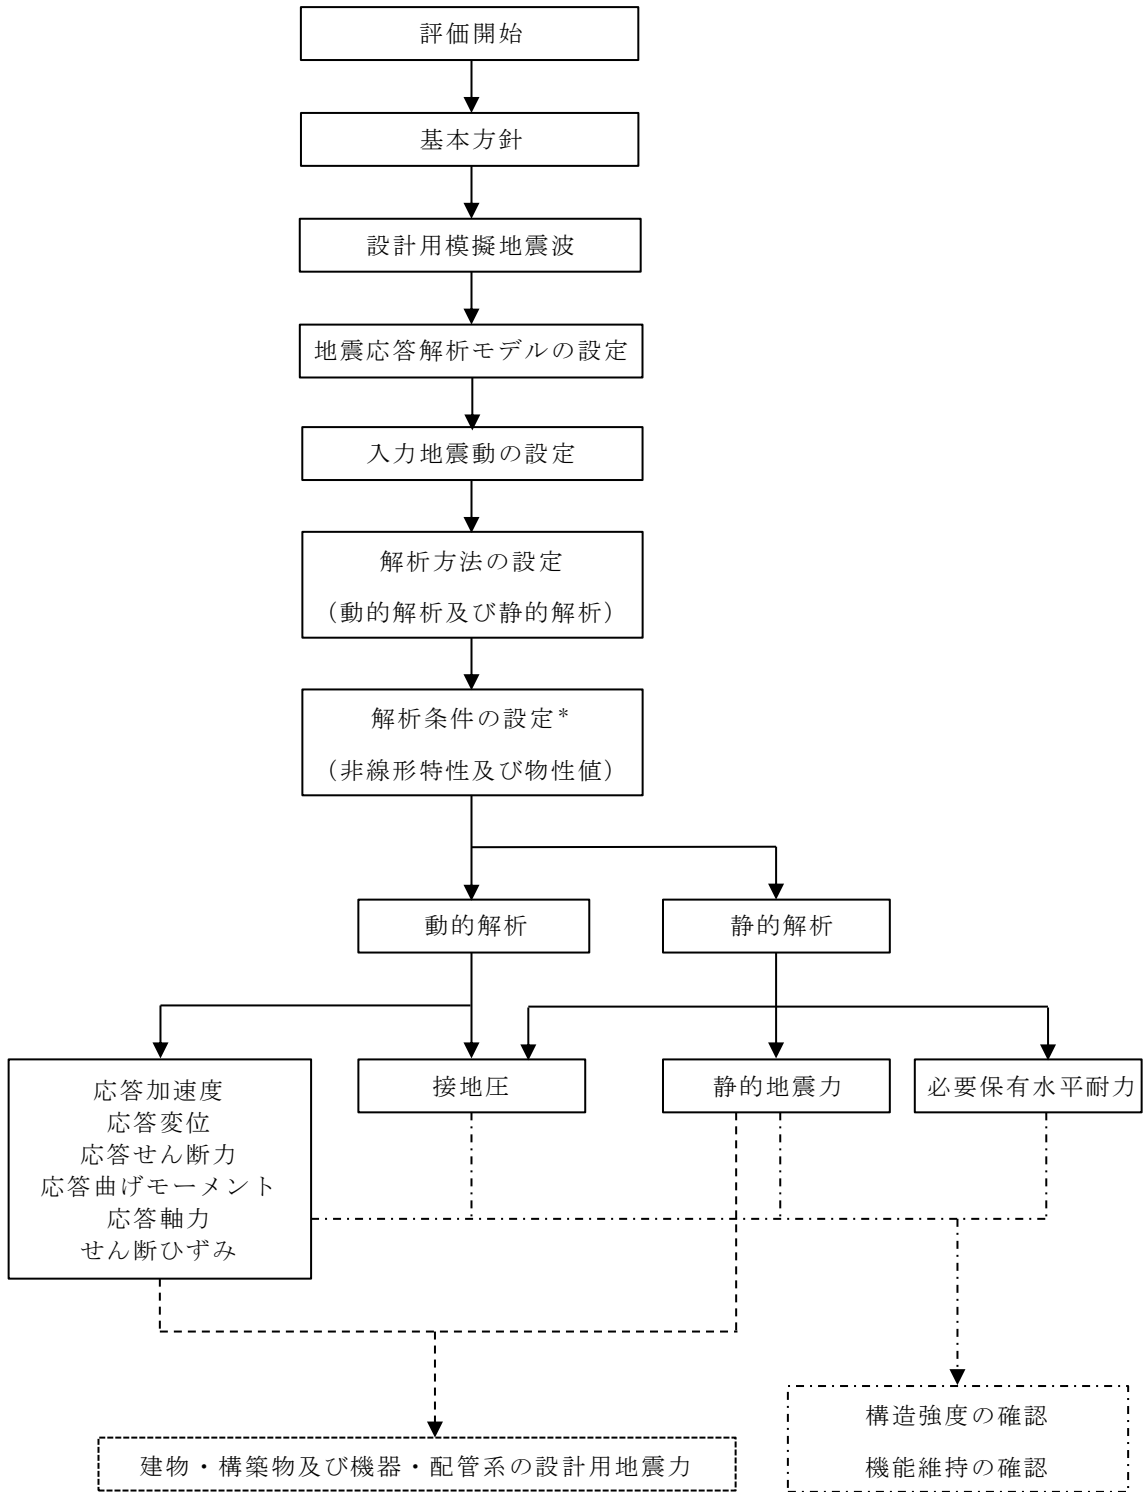 評価開始
基本方針
設計用模擬地震波
地震応答解析モデルの設定
入力地震動の設定
解析方法の設定
（動的解析及び静的解析）
解析条件の設定*
（非線形特性及び物性値）
動的解析
静的解析
応答加速度
応答変位
応答せん断力
応答曲げモーメント
応答軸力
せん断ひずみ
接地圧
静的地震力
必要保有水平耐力
構造強度の確認
機能維持の確認
建物・構築物及び機器・配管系の設計用地震力